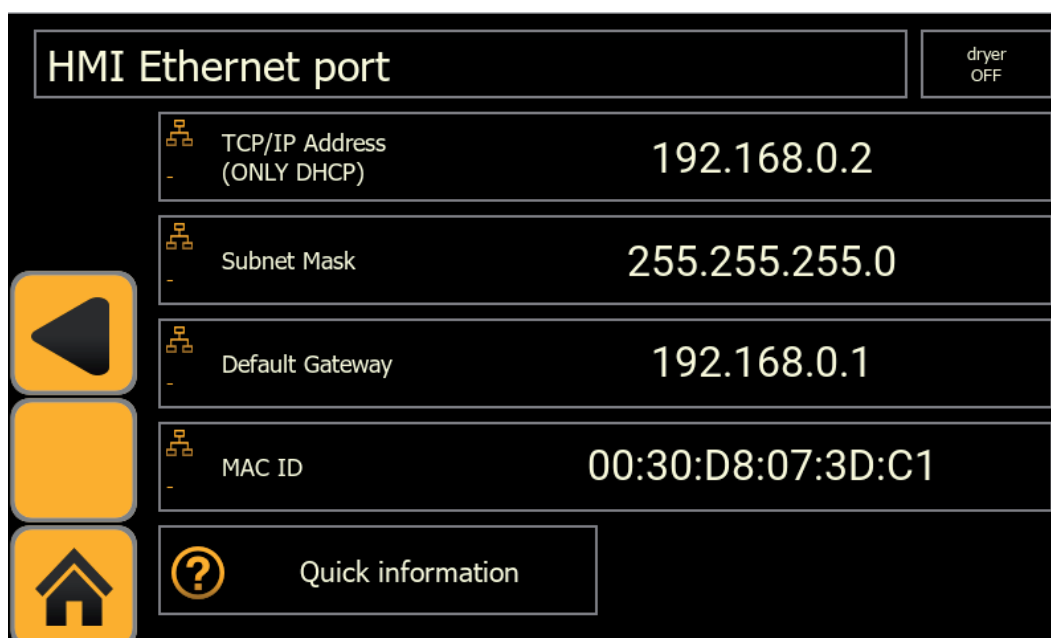 HMI Ethernet port
dryer
OFF
TCP/IP Address
(ONLY DHCP)
-
192.168.0.2
Subnet Mask
-
255.255.255.0
Default Gateway
-
192.168.0.1
MAC ID
-
00:30:D8:07:3D:C1
?
Quick information